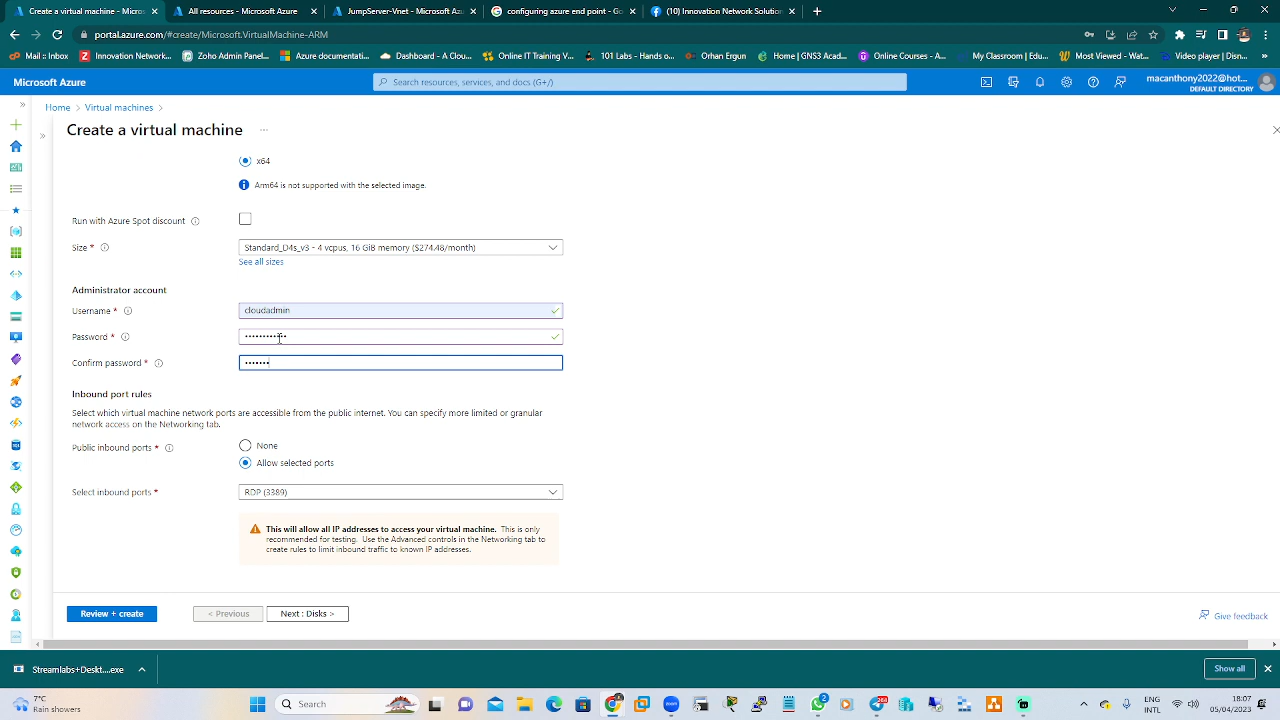 Create a virtual machine - Micros
All resources - Microsoft Azure
JumpServer-Vnet - Microsoft Az
configuring azure end point - Go
(10) Innovation Network Solution
portal.azure.com/#create/Microsoft.VirtualMachine-ARM
Mail :: Inbox
Innovation Network...
Zoho Admin Panel...
Azure documentati...
Dashboard - A Clou...
Online IT Training V...
101 Labs - Hands o...
Orhan Ergun
Home | GNS3 Acad...
Online Courses - A...
My Classroom | Edu...
Most Viewed - Wat...
Video player | Disn...
Microsoft Azure
Search resources, services, and docs (G+/)
macanthony2022@hot...
DEFAULT DIRECTORY
Home > Virtual machines >
Create a virtual machine ...
x64
Arm64 is not supported with the selected image.
Run with Azure Spot discount
Size *
Standard_D4s_v3 - 4 vcpus, 16 GiB memory ($274.48/month)
See all sizes
Administrator account
Username *
cloudadmin
Password *
Confirm password *
Inbound port rules
Select which virtual machine network ports are accessible from the public internet. You can specify more limited or granular
network access on the Networking tab.
Public inbound ports *
None
Allow selected ports
Select inbound ports *
RDP (3389)
This will allow all IP addresses to access your virtual machine. This is only
recommended for testing. Use the Advanced controls in the Networking tab to
create rules to limit inbound traffic to known IP addresses.
Review + create
< Previous
Next : Disks >
Give feedback
Streamlabs+Deskt....exe
Show all
7°C
Rain showers
Search
2
ENG
INTL
18:07
05/04/2023